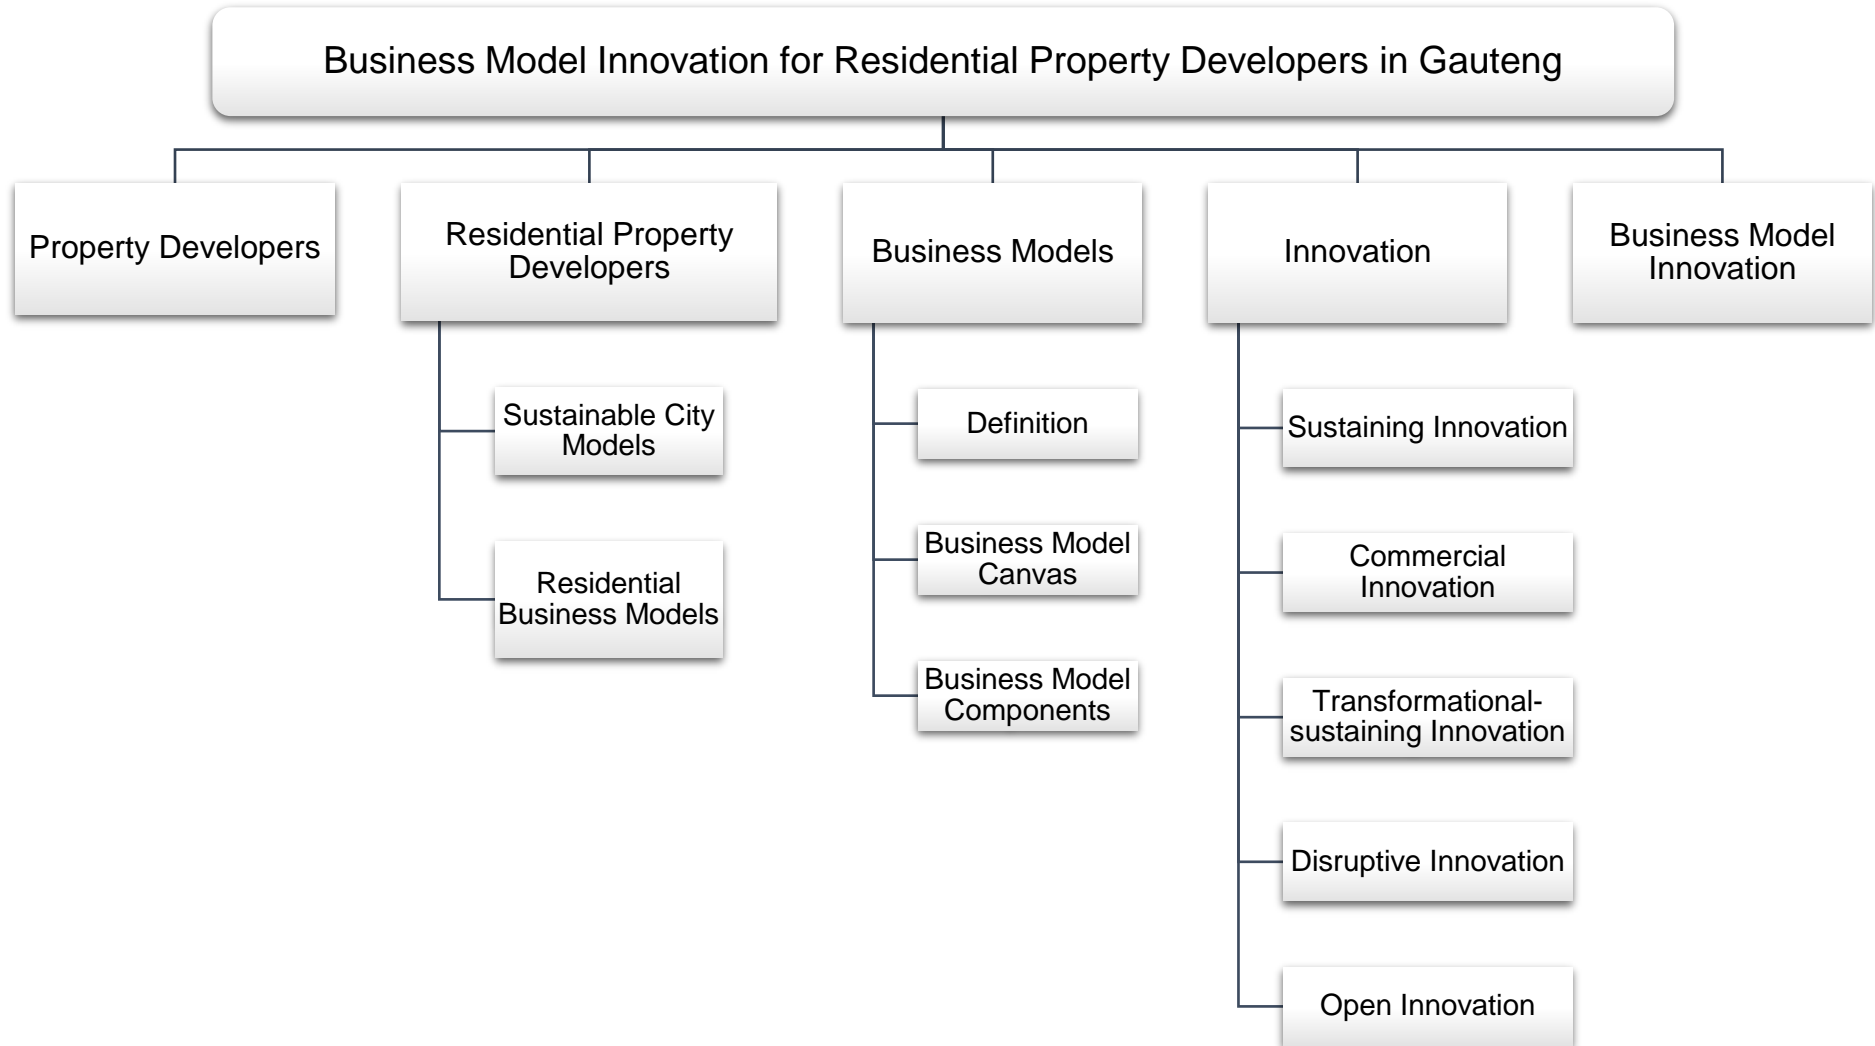 Business Model Innovation for Residential Property Developers in Gauteng
Property Developers
Residential Property
Developers
Business Models
Innovation
Business Model
Innovation
Sustainable City
Models
Residential
Business Models
Definition
Business Model
Canvas
Business Model
Components
Sustaining Innovation
Commercial
Innovation
Transformational-
sustaining Innovation
Disruptive Innovation
Open Innovation